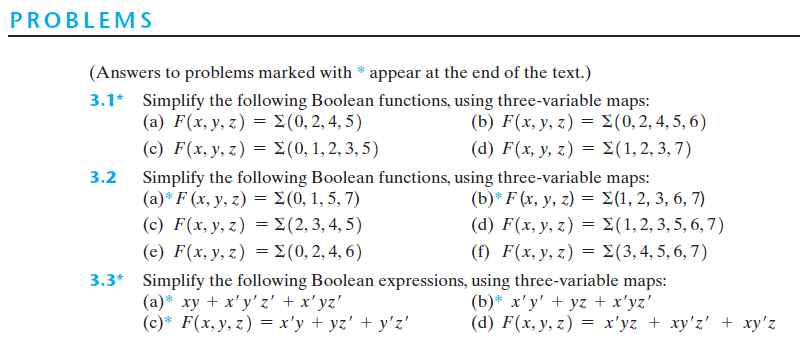 PROBLEMS
(Answers to problems marked with * appear at the end of the text.)
3.1* Simplify the following Boolean functions, using three-variable maps:
(a) F(x, y, z) = Σ(0, 2, 4, 5) (b) F(x, y, z) = Σ(0, 2, 4, 5, 6)
(c) F(x, y, z) = Σ(0, 1, 2, 3, 5) (d) F(x, y, z) = Σ(1, 2, 3, 7)
3.2 Simplify the following Boolean functions, using three-variable maps:
(a)* F (x, y, z) = Σ(0, 1, 5, 7) (b)* F (x, y, z) = Σ(1, 2, 3, 6, 7)
(c) F(x, y, z) = Σ(2, 3, 4, 5) (d) F(x, y, z) = Σ(1, 2, 3, 5, 6, 7)
(e) F(x, y, z) = Σ(0, 2, 4, 6) (f) F(x, y, z) = Σ(3, 4, 5, 6, 7)
3.3* Simplify the following Boolean expressions, using three-variable maps:
(a)* xy + x'y'z' + x'yz' (b)* x'y' + yz + x'yz'
(c)* F(x, y, z) = x'y + yz' + y'z' (d) F(x, y, z) = x'yz + xy'z' + xy'z